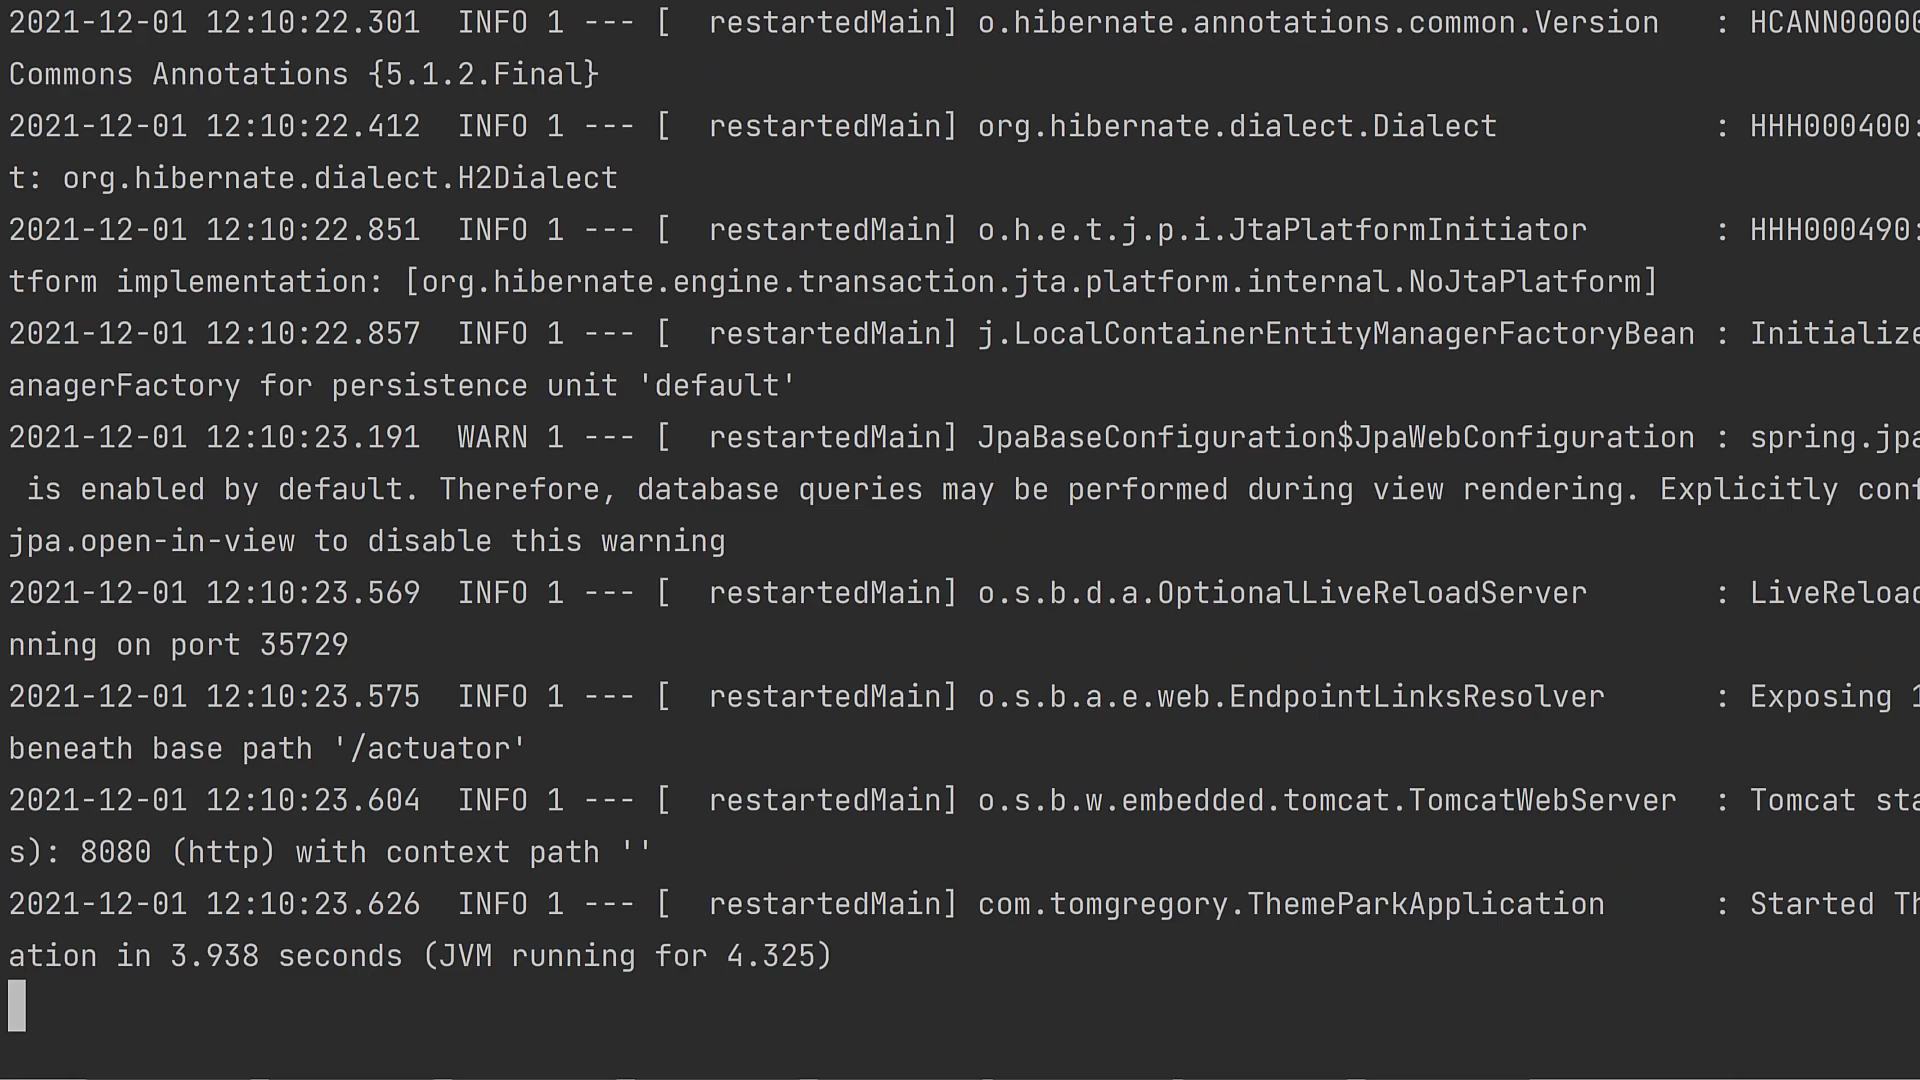 2021-12-01 12:10:22.301  INFO 1 --- [  restartedMain] o.hibernate.annotations.common.Version   : HCANN00000
Commons Annotations {5.1.2.Final}
2021-12-01 12:10:22.412  INFO 1 --- [  restartedMain] org.hibernate.dialect.Dialect            : HHH000400:
t: org.hibernate.dialect.H2Dialect
2021-12-01 12:10:22.851  INFO 1 --- [  restartedMain] o.h.e.t.j.p.i.JtaPlatformInitiator       : HHH000490:
tform implementation: [org.hibernate.engine.transaction.jta.platform.internal.NoJtaPlatform]
2021-12-01 12:10:22.857  INFO 1 --- [  restartedMain] j.LocalContainerEntityManagerFactoryBean : Initialize
anagerFactory for persistence unit 'default'
2021-12-01 12:10:23.191  WARN 1 --- [  restartedMain] JpaBaseConfiguration$JpaWebConfiguration : spring.jpa
 is enabled by default. Therefore, database queries may be performed during view rendering. Explicitly conf
jpa.open-in-view to disable this warning
2021-12-01 12:10:23.569  INFO 1 --- [  restartedMain] o.s.b.d.a.OptionalLiveReloadServer       : LiveReload
nning on port 35729
2021-12-01 12:10:23.575  INFO 1 --- [  restartedMain] o.s.b.a.e.web.EndpointLinksResolver      : Exposing 1
beneath base path '/actuator'
2021-12-01 12:10:23.604  INFO 1 --- [  restartedMain] o.s.b.w.embedded.tomcat.TomcatWebServer  : Tomcat sta
s): 8080 (http) with context path ''
2021-12-01 12:10:23.626  INFO 1 --- [  restartedMain] com.tomgregory.ThemeParkApplication      : Started Th
ation in 3.938 seconds (JVM running for 4.325)